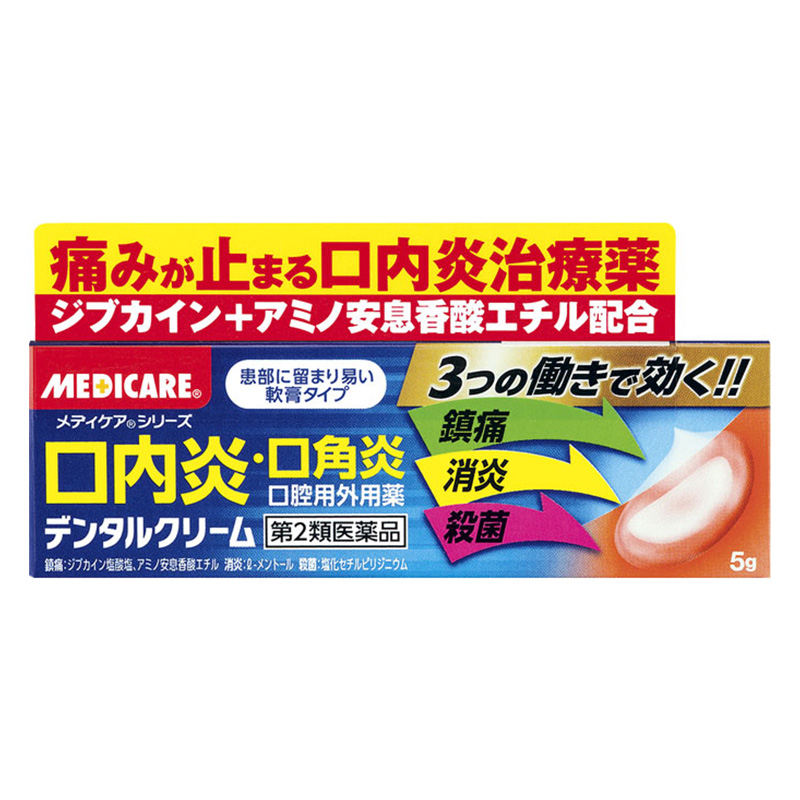 痛みが止まる口内炎治療薬
ジブカイン+アミノ安息香酸エチル配合
MEDICARE®
メディケア®シリーズ
患部に留まり易い
軟膏タイプ
3つの働きで効く!!
鎮痛
消炎
殺菌
口内炎・口角炎
口腔用外用薬
デンタルクリーム
第2類医薬品
鎮痛:ジブカイン塩酸塩、アミノ安息香酸エチル 消炎:ℓ-メントール 殺菌:塩化セチルピリジニウム
5g